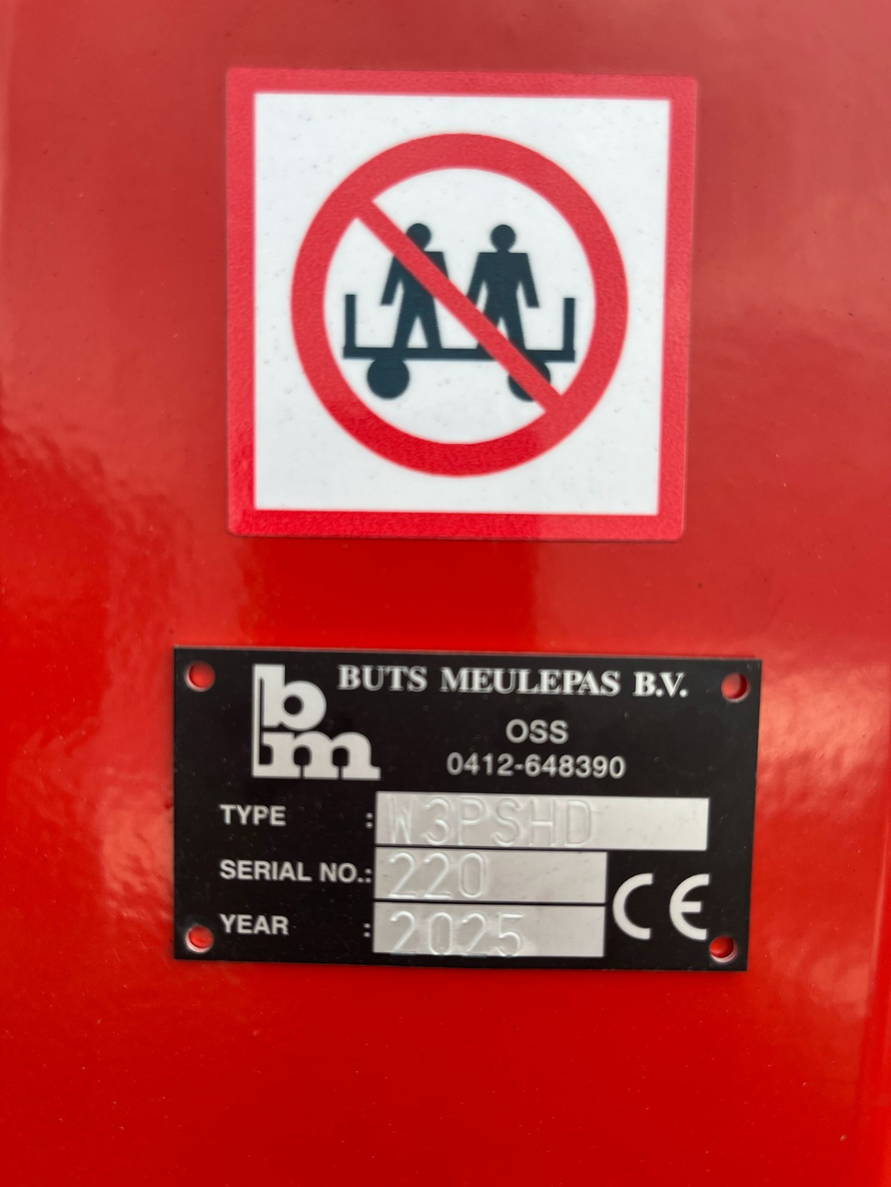 bm
BUTS MEULEPAS B.V.
OSS
0412-648390
TYPE : W3PSHD
SERIAL NO.: 220
YEAR : 2025
CE